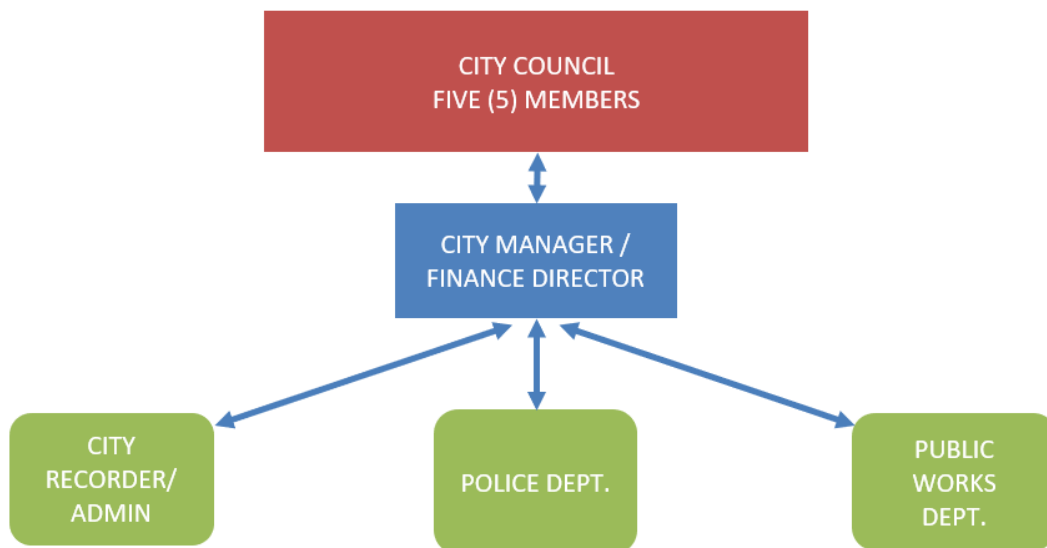 CITY COUNCIL
FIVE (5) MEMBERS
CITY MANAGER /
FINANCE DIRECTOR
CITY
RECORDER/
ADMIN
POLICE DEPT.
PUBLIC
WORKS
DEPT.